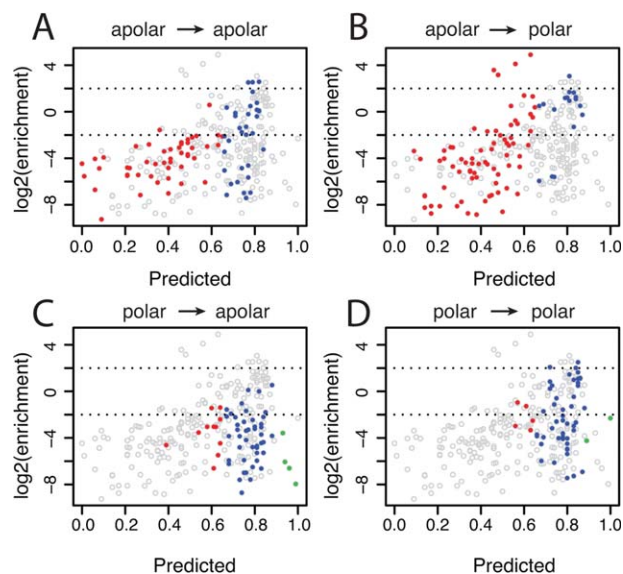 A
apolar → apolar
log2(enrichment)
4
0
−4
−8
0.0 0.2 0.4 0.6 0.8 1.0
Predicted
B
apolar → polar
log2(enrichment)
4
0
−4
−8
0.0 0.2 0.4 0.6 0.8 1.0
Predicted
C
polar → apolar
log2(enrichment)
4
0
−4
−8
0.0 0.2 0.4 0.6 0.8 1.0
Predicted
D
polar → polar
log2(enrichment)
4
0
−4
−8
0.0 0.2 0.4 0.6 0.8 1.0
Predicted